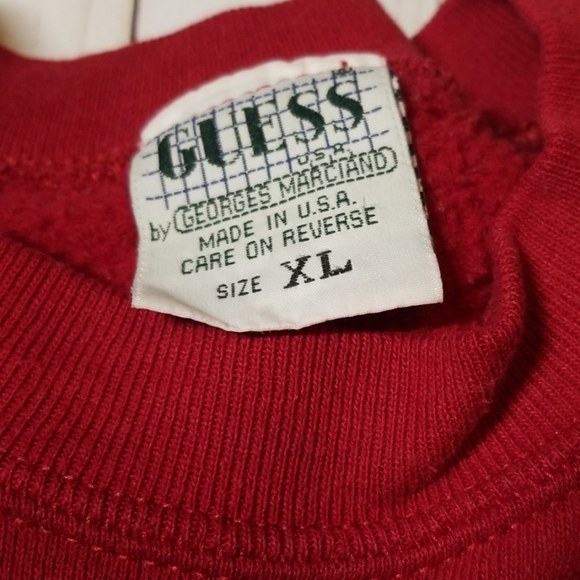 GUESS
U.S.A.
by GEORGES MARCIANO
MADE IN U.S.A.
CARE ON REVERSE
SIZE XL